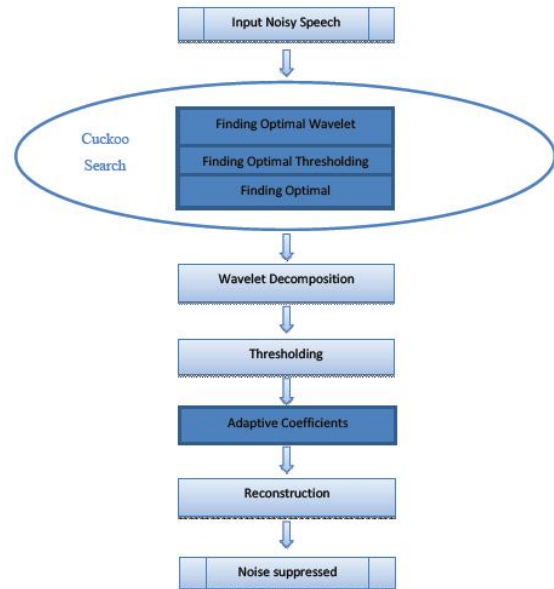 Input Noisy Speech
Cuckoo
Search
Finding Optimal Wavelet
Finding Optimal Thresholding
Finding Optimal
Wavelet Decomposition
Thresholding
Adaptive Coefficients
Reconstruction
Noise suppressed